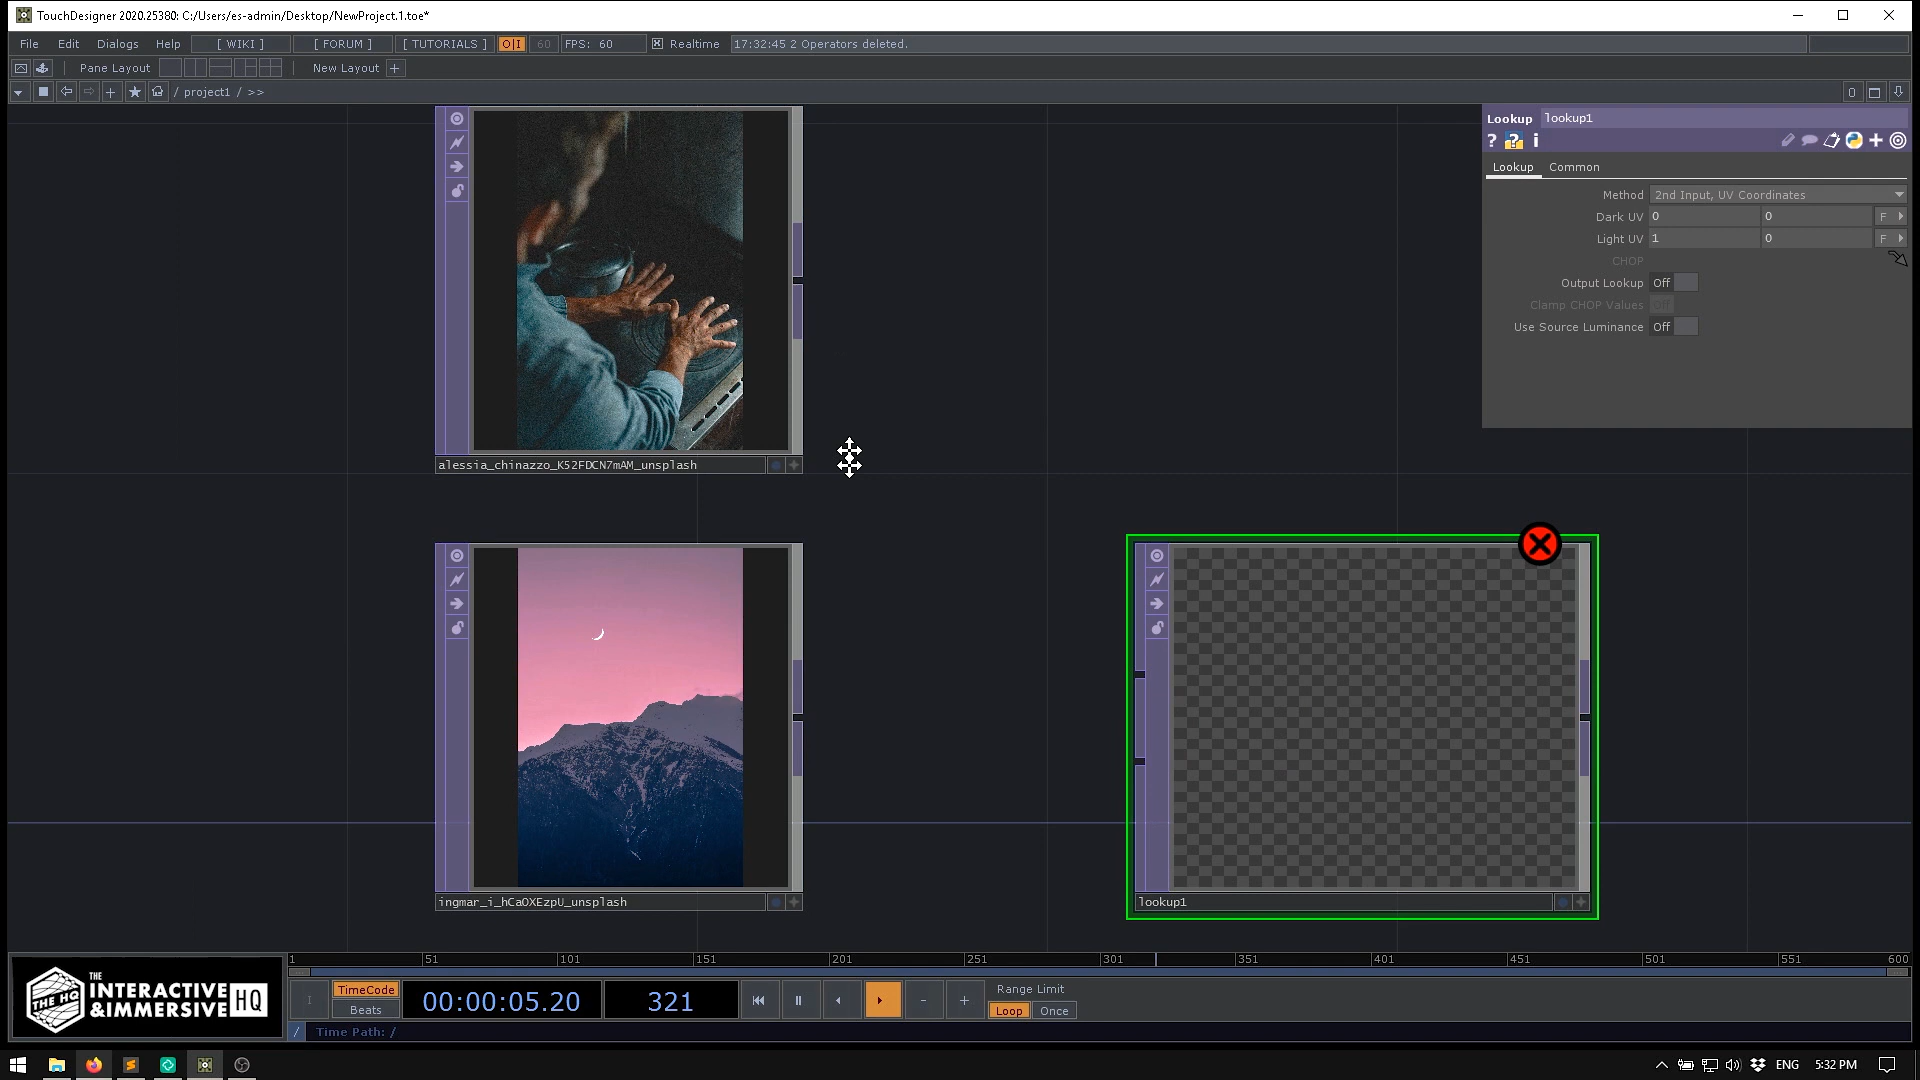 TouchDesigner 2020.25380: C:/Users/es-admin/Desktop/NewProject.1.toe*
File Edit Dialogs Help [ WIKI ] [ FORUM ] [ TUTORIALS ] O|I 60 FPS: 60 Realtime 17:32:45 2 Operators deleted.
Pane Layout New Layout +
/ project1 / >> 0
Lookup lookup1
? ? i
Lookup Common
Method 2nd Input, UV Coordinates
Dark UV 0 0 F
Light UV 1 0 F
CHOP
Output Lookup Off
Clamp CHOP Values Off
Use Source Luminance Off
alessia_chinazzo_K52FDCN7mAM_unsplash
ingmar_i_hCaOXEzpU_unsplash
lookup1
1 51 101 151 201 251 301 351 401 451 501 551 600
THE HQ
THE
INTERACTIVE
&IMMERSIVE HQ
I TimeCode
Beats
00:00:05.20 321 - +
Range Limit
Loop Once
/ Time Path: /
ENG 5:32 PM